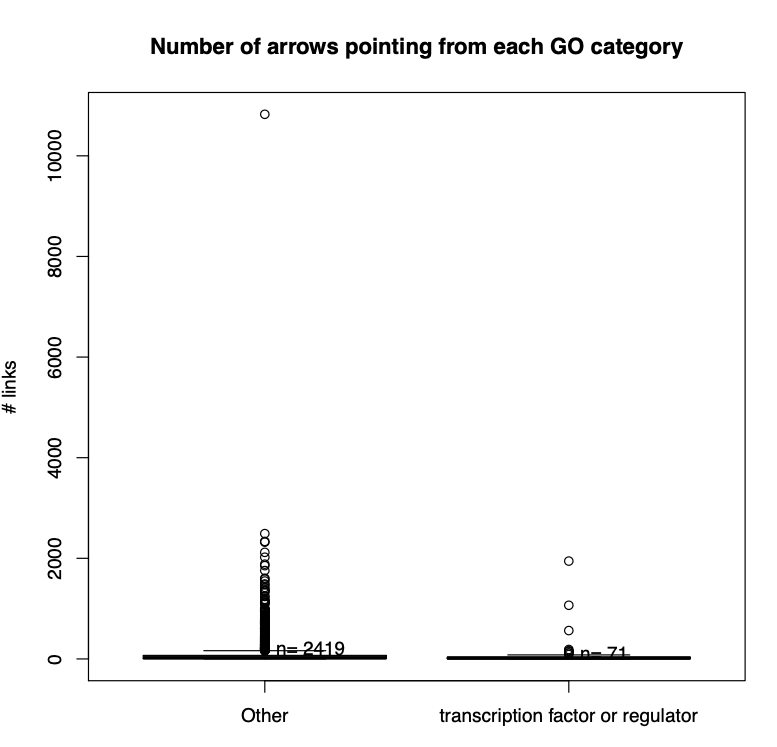 Number of arrows pointing from each GO category
# links
10000
8000
6000
4000
2000
0
n= 2419
n= 71
Other
transcription factor or regulator